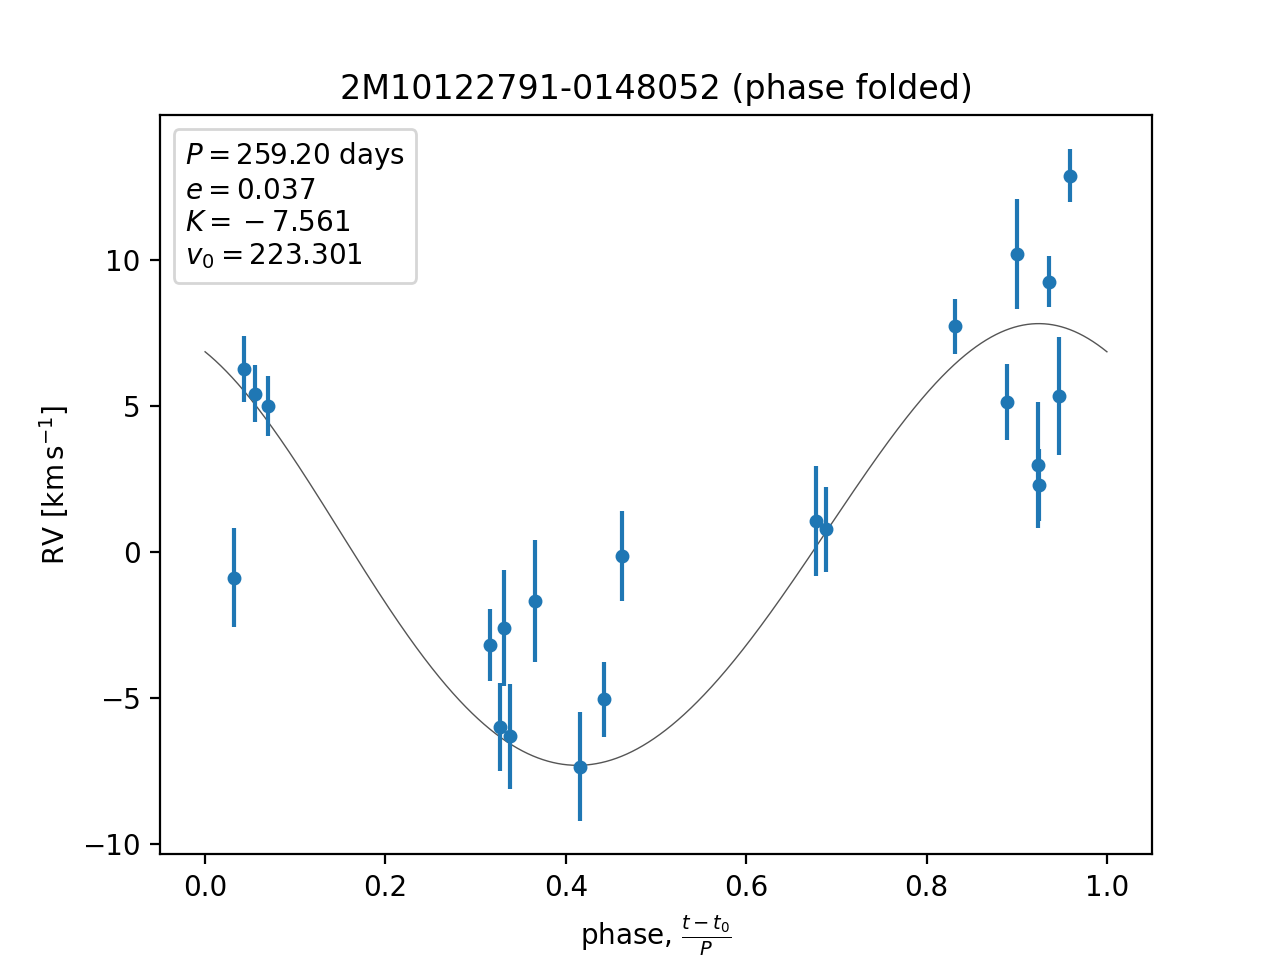 2M10122791-0148052 (phase folded)
P = 259.20 days
e = 0.037
K = −7.561
v₀ = 223.301
RV [km s⁻¹]
10
5
0
−5
−10
0.0 0.2 0.4 0.6 0.8 1.0
phase, (t − t₀)/P